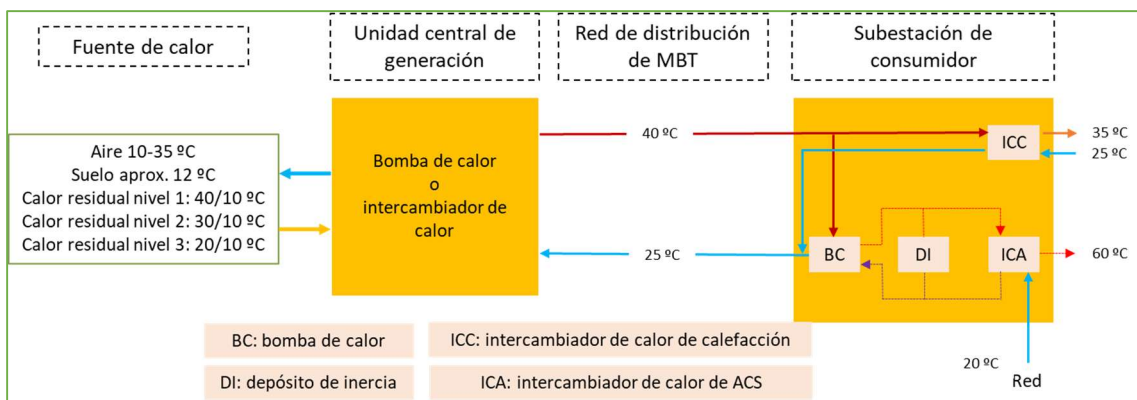 Fuente de calor
Unidad central de
generación
Red de distribución
de MBT
Subestación de
consumidor
Aire 10-35 ºC
Suelo aprox. 12 ºC
Calor residual nivel 1: 40/10 ºC
Calor residual nivel 2: 30/10 ºC
Calor residual nivel 3: 20/10 ºC
Bomba de calor
o
intercambiador de
calor
40 ºC
25 ºC
ICC
35 ºC
25 ºC
BC
DI
ICA
60 ºC
20 ºC
Red
BC: bomba de calor
ICC: intercambiador de calor de calefacción
DI: depósito de inercia
ICA: intercambiador de calor de ACS